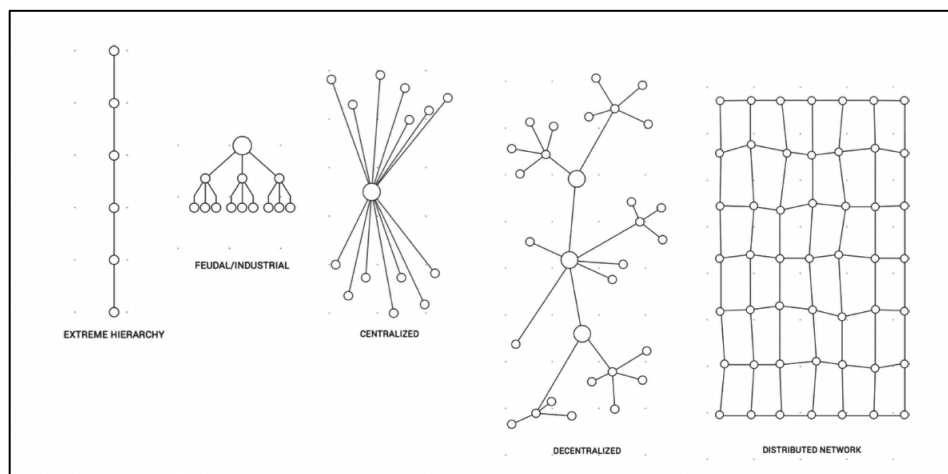 EXTREME HIERARCHY
FEUDAL/INDUSTRIAL
CENTRALIZED
DECENTRALIZED
DISTRIBUTED NETWORK